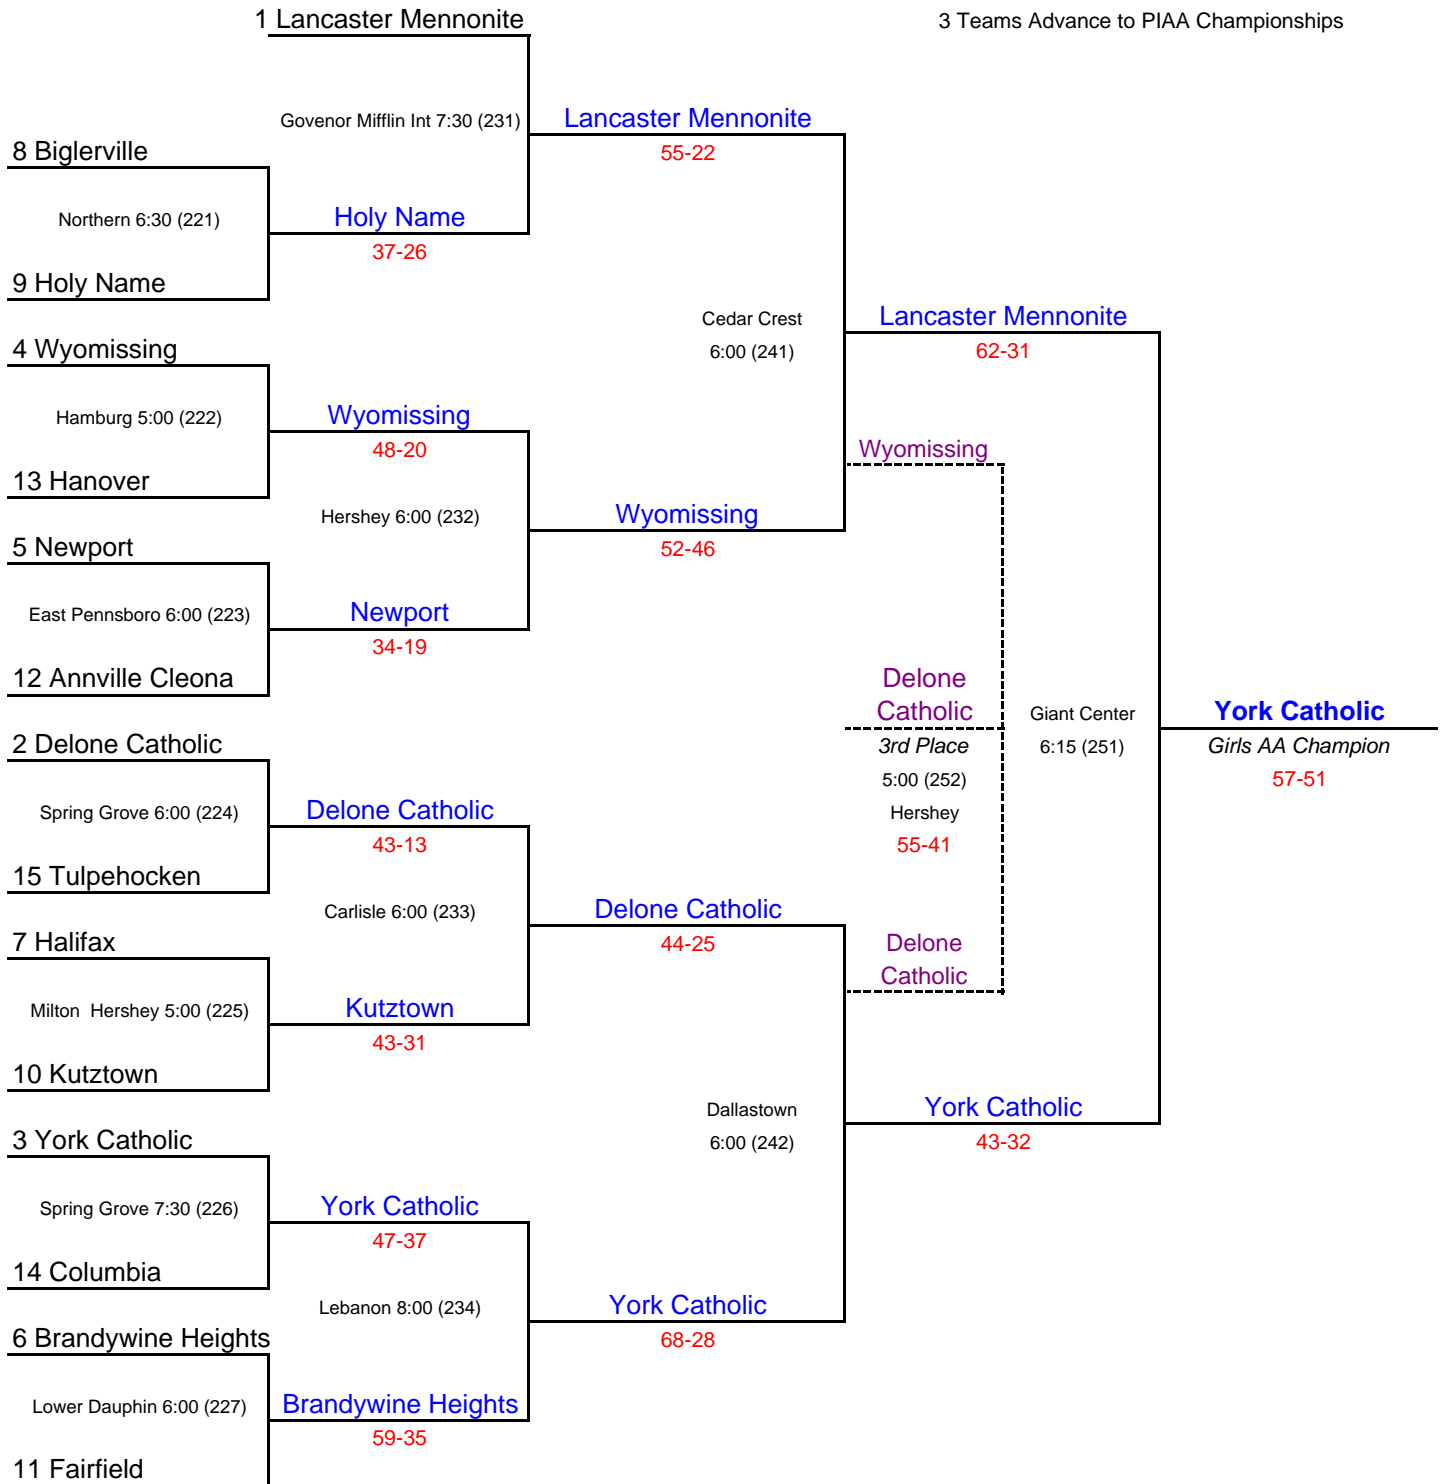 1 Lancaster Mennonite
3 Teams Advance to PIAA Championships
Govenor Mifflin Int 7:30 (231)
Lancaster Mennonite
55-22
8 Biglerville
Northern 6:30 (221)
Holy Name
37-26
9 Holy Name
Cedar Crest
6:00 (241)
Lancaster Mennonite
62-31
4 Wyomissing
Hamburg 5:00 (222)
Wyomissing
48-20
Wyomissing
13 Hanover
Hershey 6:00 (232)
Wyomissing
52-46
5 Newport
East Pennsboro 6:00 (223)
Newport
34-19
12 Annville Cleona
Delone
Catholic
3rd Place
5:00 (252)
Hershey
55-41
Giant Center
6:15 (251)
York Catholic
Girls AA Champion
57-51
2 Delone Catholic
Spring Grove 6:00 (224)
Delone Catholic
43-13
15 Tulpehocken
Carlisle 6:00 (233)
Delone Catholic
44-25
Delone
Catholic
7 Halifax
Milton  Hershey 5:00 (225)
Kutztown
43-31
10 Kutztown
Dallastown
6:00 (242)
York Catholic
43-32
3 York Catholic
Spring Grove 7:30 (226)
York Catholic
47-37
14 Columbia
Lebanon 8:00 (234)
York Catholic
68-28
6 Brandywine Heights
Lower Dauphin 6:00 (227)
Brandywine Heights
59-35
11 Fairfield